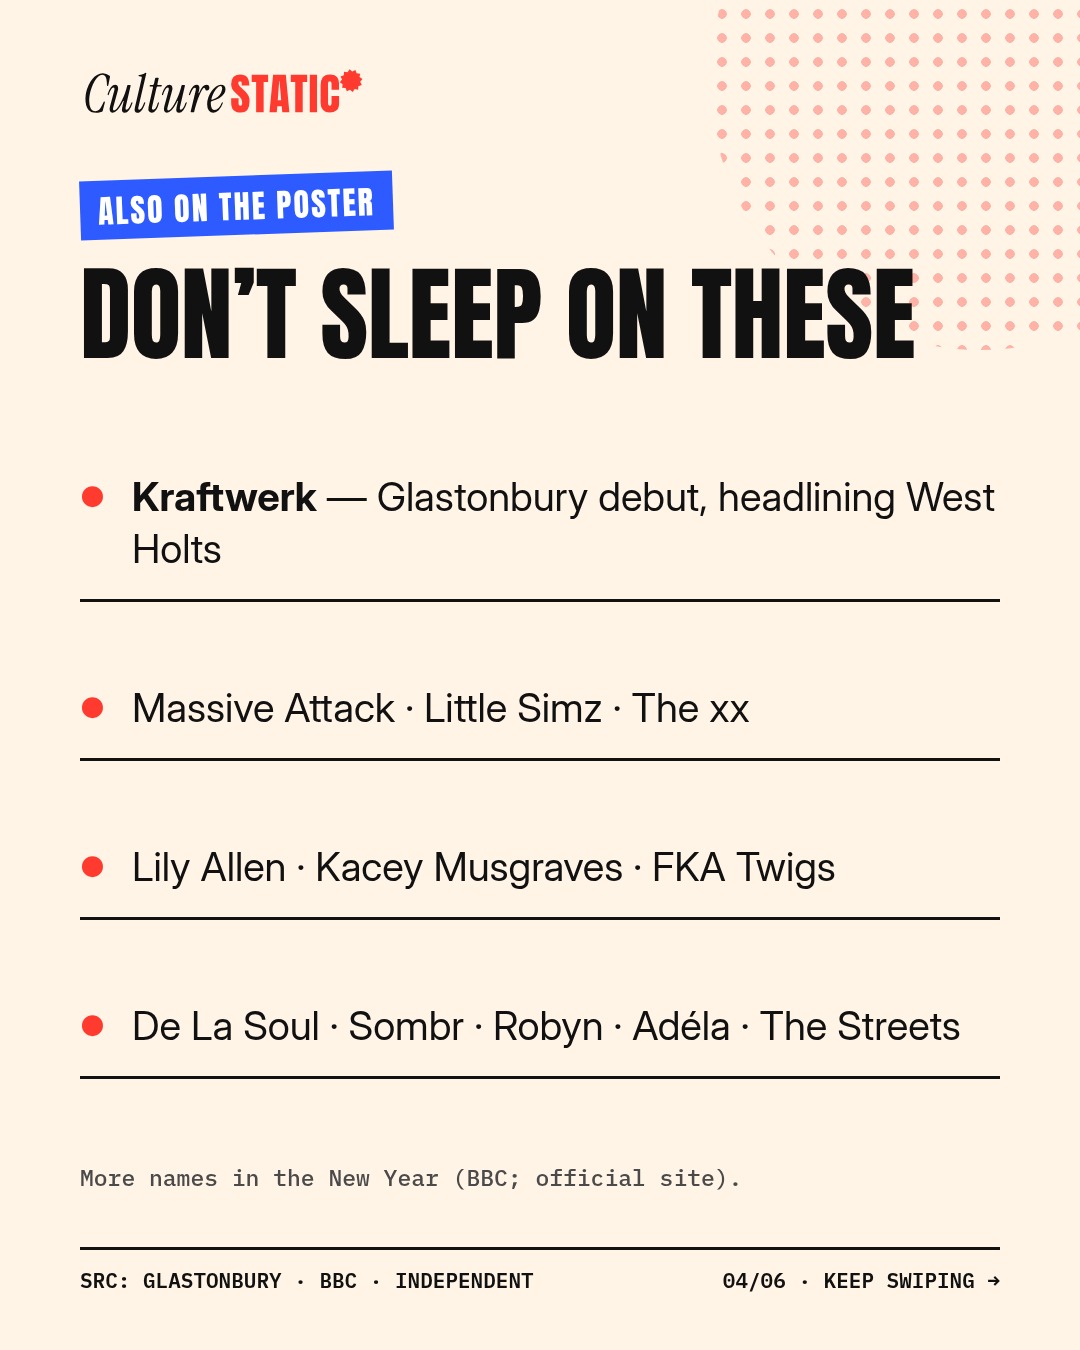 Culture STATIC
ALSO ON THE POSTER
DON’T SLEEP ON THESE
Kraftwerk — Glastonbury debut, headlining West
Holts
Massive Attack · Little Simz · The xx
Lily Allen · Kacey Musgraves · FKA Twigs
De La Soul · Sombr · Robyn · Adéla · The Streets
More names in the New Year (BBC; official site).
SRC: GLASTONBURY · BBC · INDEPENDENT
04/06 · KEEP SWIPING →